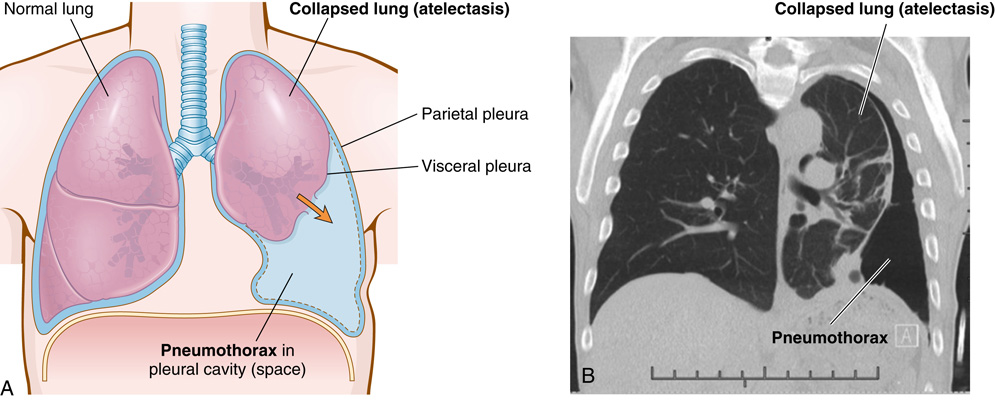 Normal lung
Collapsed lung (atelectasis)
Parietal pleura
Visceral pleura
Pneumothorax in
pleural cavity (space)
A
Collapsed lung (atelectasis)
Pneumothorax
A
B